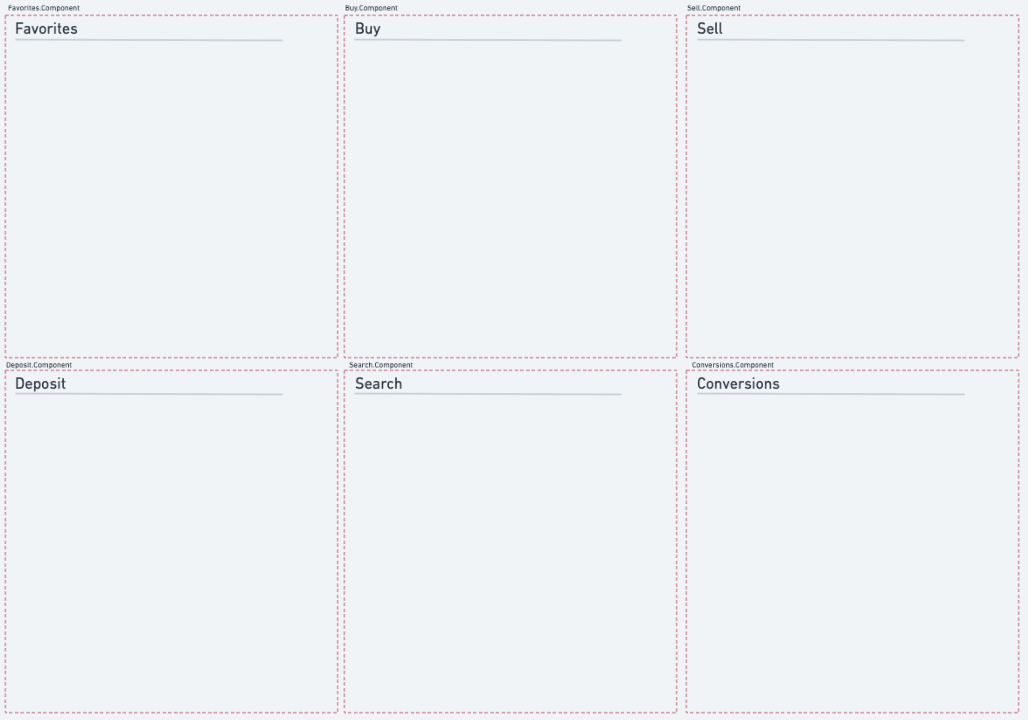 Favorites.Component
Buy.Component
Sell.Component
Favorites
Buy
Sell
Deposit.Component
Search.Component
Conversions.Component
Deposit
Search
Conversions